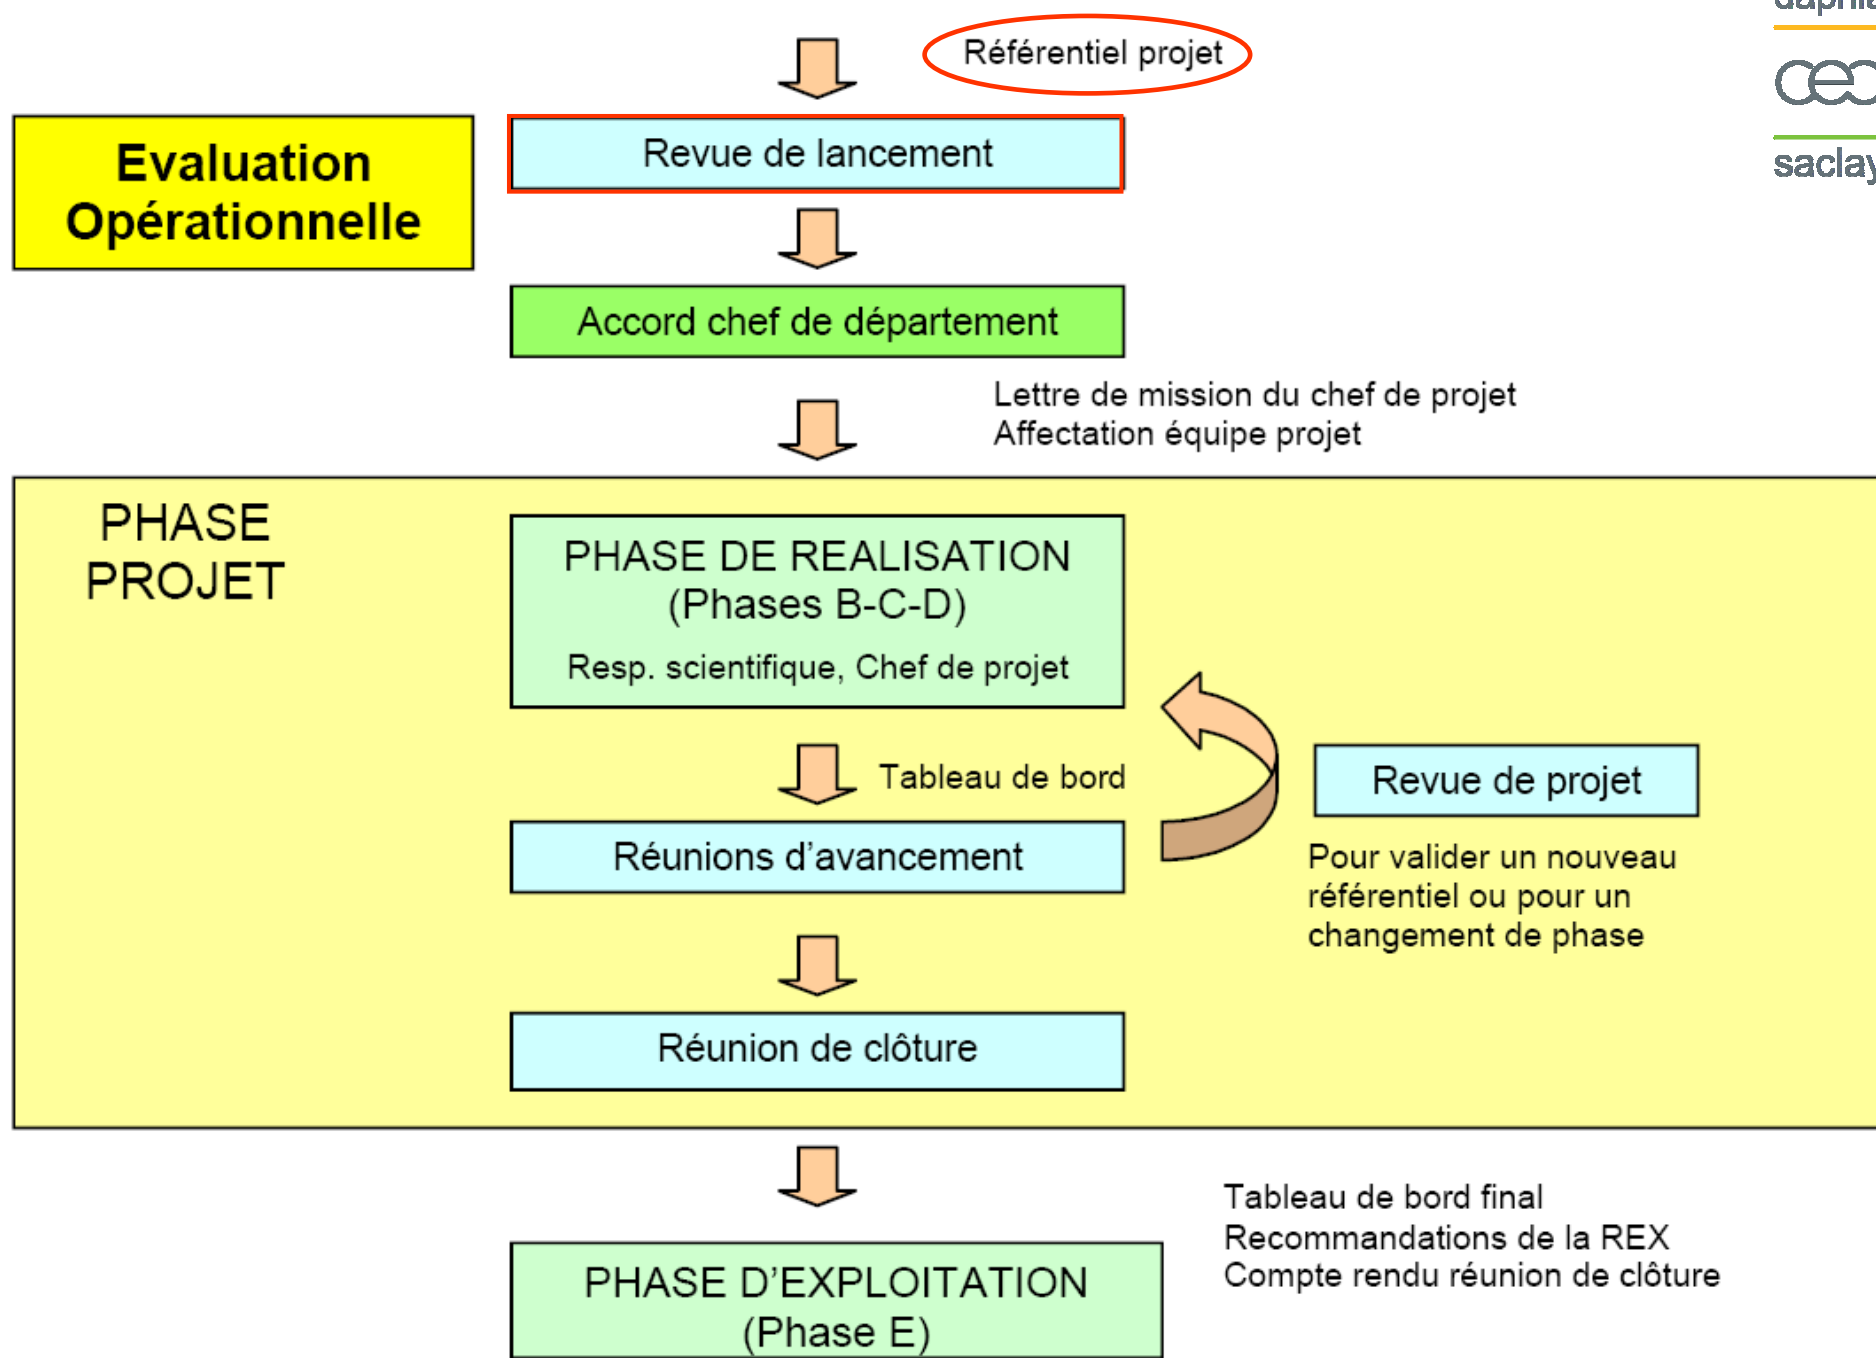 Référentiel projet
Evaluation
Opérationnelle
Revue de lancement
Accord chef de département
Lettre de mission du chef de projet
Affectation équipe projet
PHASE
PROJET
PHASE DE REALISATION
(Phases B-C-D)
Resp. scientifique, Chef de projet
Tableau de bord
Revue de projet
Réunions d'avancement
Pour valider un nouveau
référentiel ou pour un
changement de phase
Réunion de clôture
Tableau de bord final
Recommandations de la REX
Compte rendu réunion de clôture
PHASE D'EXPLOITATION
(Phase E)
cea
saclay